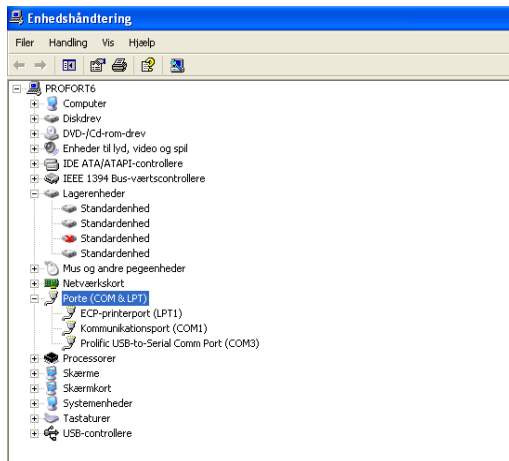 Enhedshåndtering
Filer Handling Vis Hjælp
PROFORT6
Computer
Diskdrev
DVD-/Cd-rom-drev
Enheder til lyd, video og spil
IDE ATA/ATAPI-controllere
IEEE 1394 Bus-værtscontrollere
Lagerenheder
Standardenhed
Standardenhed
Standardenhed
Standardenhed
Mus og andre pegeenheder
Netværkskort
Porte (COM & LPT)
ECP-printerport (LPT1)
Kommunikationsport (COM1)
Prolific USB-to-Serial Comm Port (COM3)
Processorer
Skærme
Skærmkort
Systemenheder
Tastaturer
USB-controllere